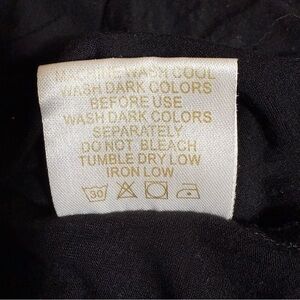 MACHINE WASH COOL
WASH DARK COLORS
BEFORE USE
WASH DARK COLORS
SEPARATELY
DO NOT BLEACH
TUMBLE DRY LOW
IRON LOW
30